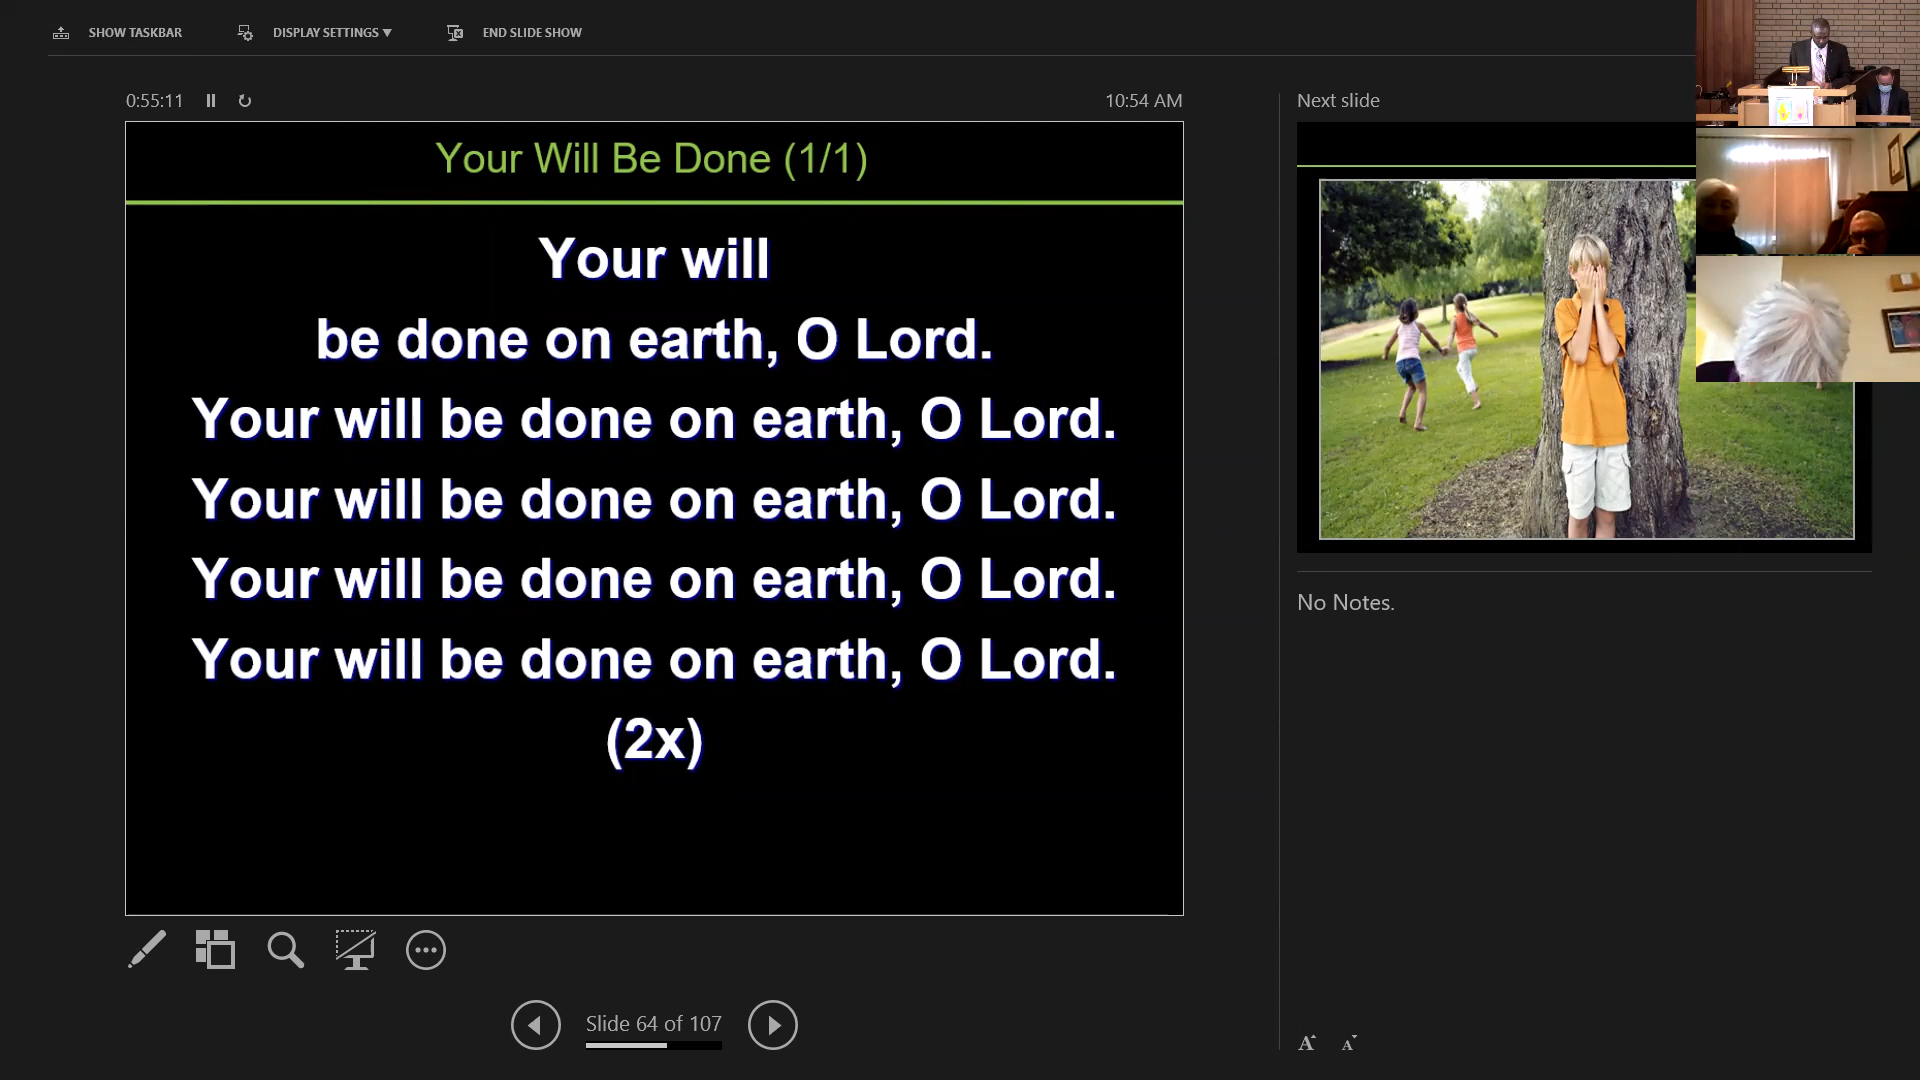 SHOW TASKBAR
DISPLAY SETTINGS ▼
END SLIDE SHOW
0:55:11
10:54 AM
Your Will Be Done (1/1)
Your will
be done on earth, O Lord.
Your will be done on earth, O Lord.
Your will be done on earth, O Lord.
Your will be done on earth, O Lord.
Your will be done on earth, O Lord.
(2x)
Slide 64 of 107
Next slide
No Notes.
A A